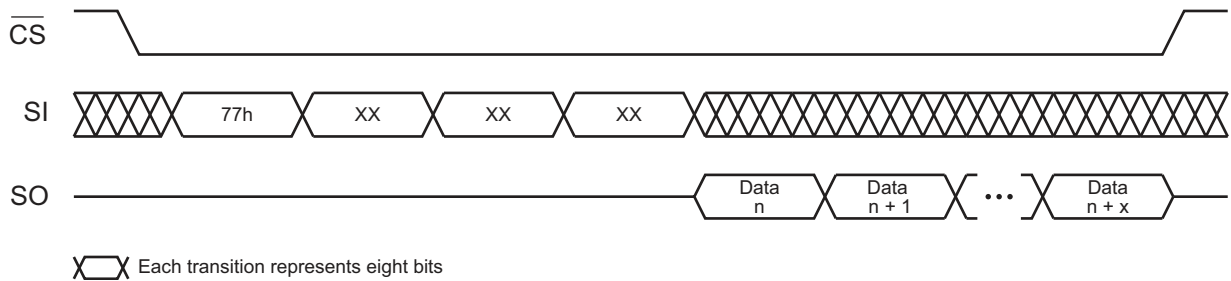 CS
SI 77h XX XX XX
SO Data n Data n + 1 ••• Data n + x
Each transition represents eight bits